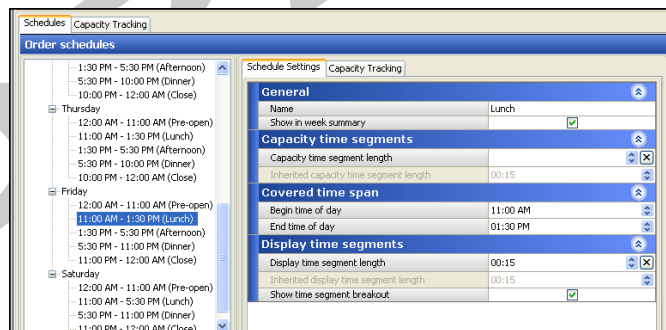 Schedules Capacity Tracking
Order schedules
1:30 PM - 5:30 PM (Afternoon)
5:30 PM - 10:00 PM (Dinner)
10:00 PM - 12:00 AM (Close)
Thursday
12:00 AM - 11:00 AM (Pre-open)
11:00 AM - 1:30 PM (Lunch)
1:30 PM - 5:30 PM (Afternoon)
5:30 PM - 10:00 PM (Dinner)
10:00 PM - 12:00 AM (Close)
Friday
12:00 AM - 11:00 AM (Pre-open)
11:00 AM - 1:30 PM (Lunch)
1:30 PM - 5:30 PM (Afternoon)
5:30 PM - 11:00 PM (Dinner)
11:00 PM - 12:00 AM (Close)
Saturday
12:00 AM - 11:00 AM (Pre-open)
11:00 AM - 5:30 PM (Lunch)
5:30 PM - 11:00 PM (Dinner)
11:00 PM - 12:00 AM (Close)
Schedule Settings Capacity Tracking
General
Name Lunch
Show in week summary
Capacity time segments
Capacity time segment length
Inherited capacity time segment length 00:15
Covered time span
Begin time of day 11:00 AM
End time of day 01:30 PM
Display time segments
Display time segment length 00:15
Inherited display time segment length 00:15
Show time segment breakout